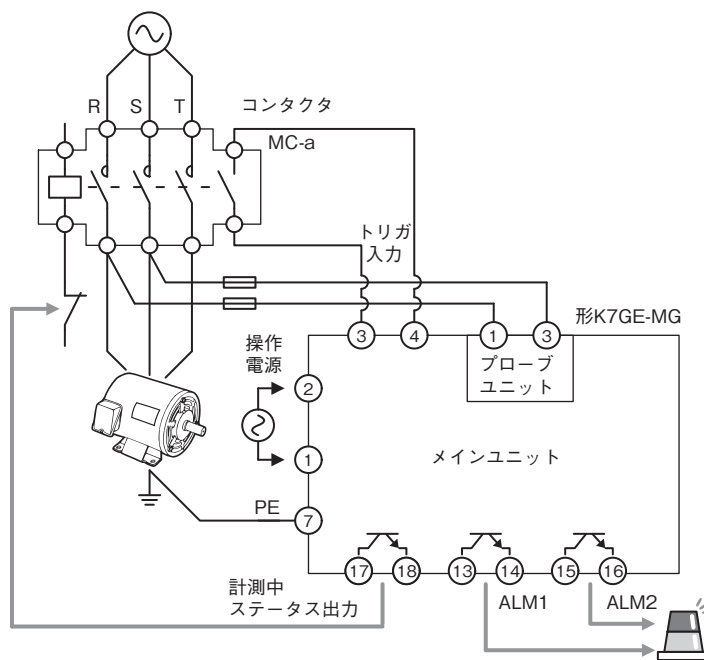 R S T
コンタクタ
MC-a
トリガ
入力
3 4 1 3
形K7GE-MG
プローブ
ユニット
操作
電源
2
1
メインユニット
PE
7
17 18 13 14 15 16
計測中
ステータス出力
ALM1
ALM2